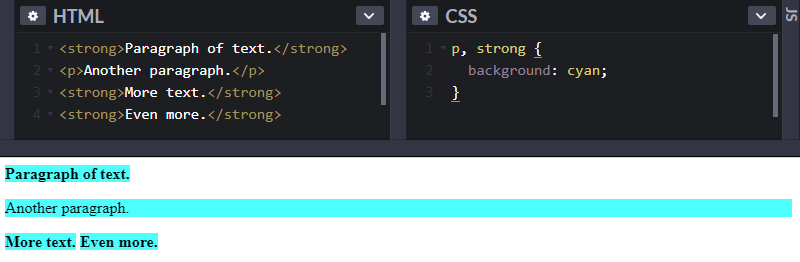 HTML
1 <strong>Paragraph of text.</strong>
2 <p>Another paragraph.</p>
3 <strong>More text.</strong>
4 <strong>Even more.</strong>
CSS
1 p, strong {
2 background: cyan;
3 }
JS
Paragraph of text.
Another paragraph.
More text. Even more.